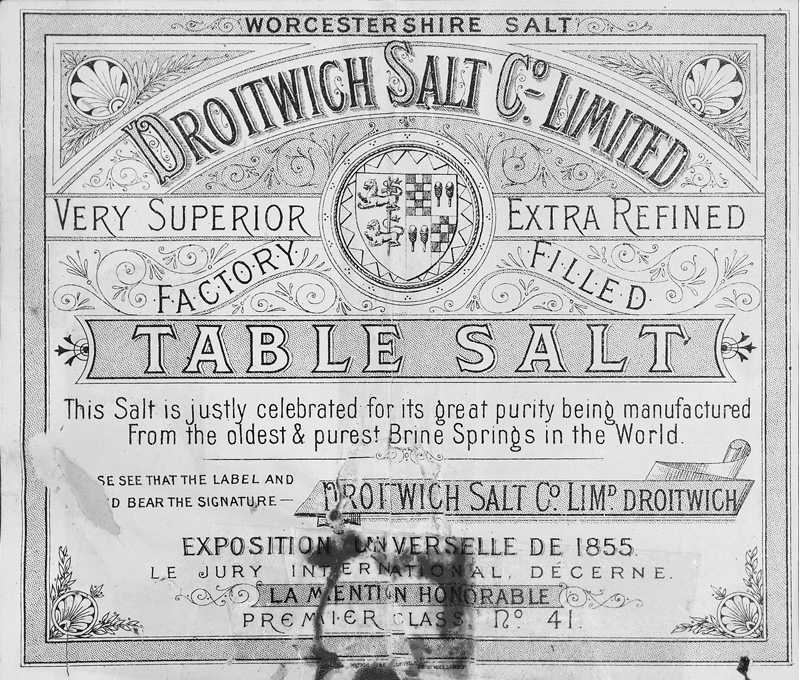 WORCESTERSHIRE SALT
DROITWICH SALT Co. LIMITED
VERY SUPERIOR EXTRA REFINED
FACTORY FILLED
TABLE SALT
This Salt is justly celebrated for its great purity being manufactured
From the oldest & purest Brine Springs in the World.
SE SEE THAT THE LABEL AND
D BEAR THE SIGNATURE—
DROITWICH SALT Co. LIMD. DROITWICH
EXPOSITION UNIVERSELLE DE 1855.
LE JURY INTERNATIONAL, DÉCERNE.
LA MENTION HONORABLE
PREMIER CLASS. No. 41.